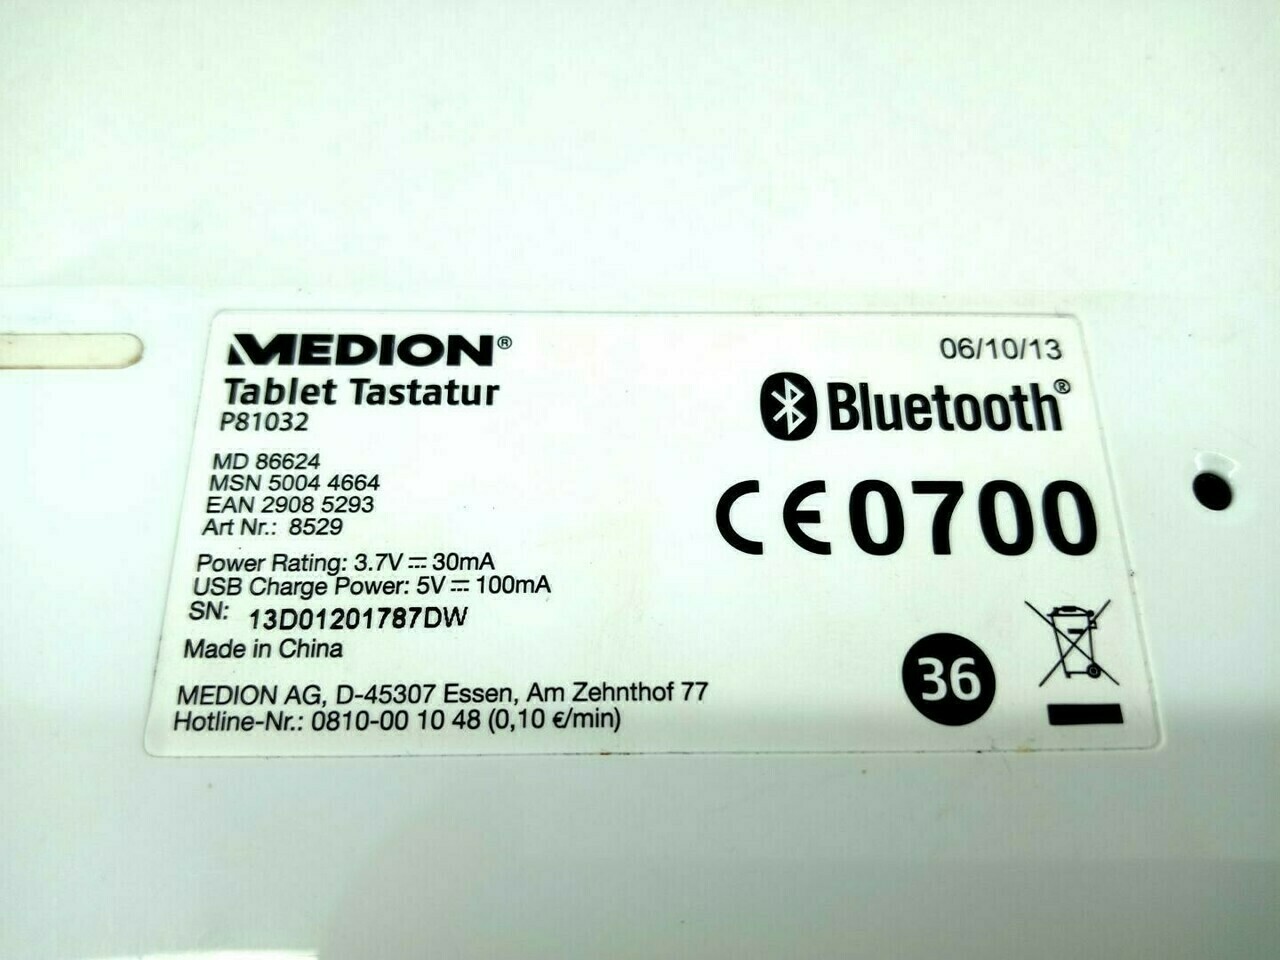 MEDION®
Tablet Tastatur
P81032
MD 86624
MSN 5004 4664
EAN 2908 5293
Art Nr.: 8529
Power Rating: 3.7V ⎓ 30mA
USB Charge Power: 5V ⎓ 100mA
SN: 13D01201787DW
Made in China
MEDION AG, D-45307 Essen, Am Zehnthof 77
Hotline-Nr.: 0810-00 10 48 (0,10 €/min)
06/10/13
Bluetooth®
CE0700
36